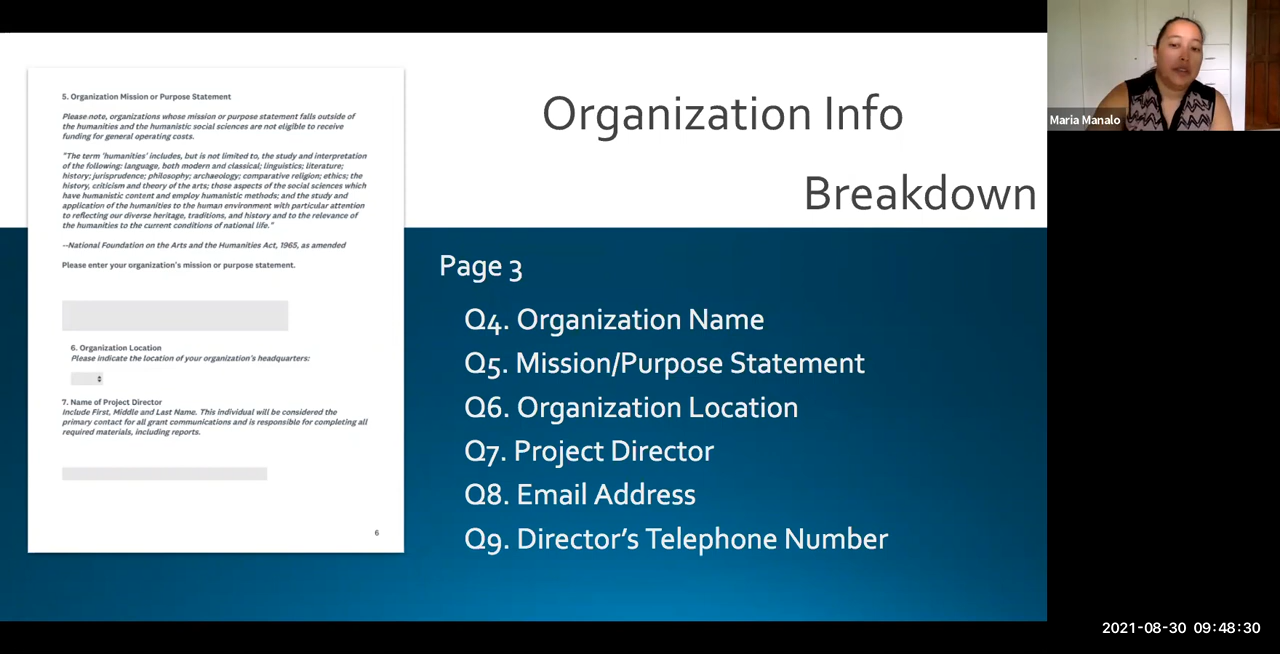 5. Organization Mission or Purpose Statement
Please note, organizations whose mission or purpose statement falls outside of
the humanities and the humanistic social sciences are not eligible to receive
funding for general operating costs.
"The term 'humanities' includes, but is not limited to, the study and interpretation
of the following: language, both modern and classical; linguistics; literature;
history; jurisprudence; philosophy; archaeology; comparative religion; ethics; the
history, criticism and theory of the arts; those aspects of the social sciences which
have humanistic content and employ humanistic methods; and the study and
application of the humanities to the human environment with particular attention
to reflecting our diverse heritage, traditions, and history and to the relevance of
the humanities to the current conditions of national life."
--National Foundation on the Arts and the Humanities Act, 1965, as amended
Please enter your organization's mission or purpose statement.
6. Organization Location
Please indicate the location of your organization's headquarters:
7. Name of Project Director
Include First, Middle and Last Name. This individual will be considered the
primary contact for all grant communications and is responsible for completing all
required materials, including reports.
6
Organization Info
Breakdown
Page 3
Q4. Organization Name
Q5. Mission/Purpose Statement
Q6. Organization Location
Q7. Project Director
Q8. Email Address
Q9. Director's Telephone Number
Maria Manalo
2021-08-30 09:48:30